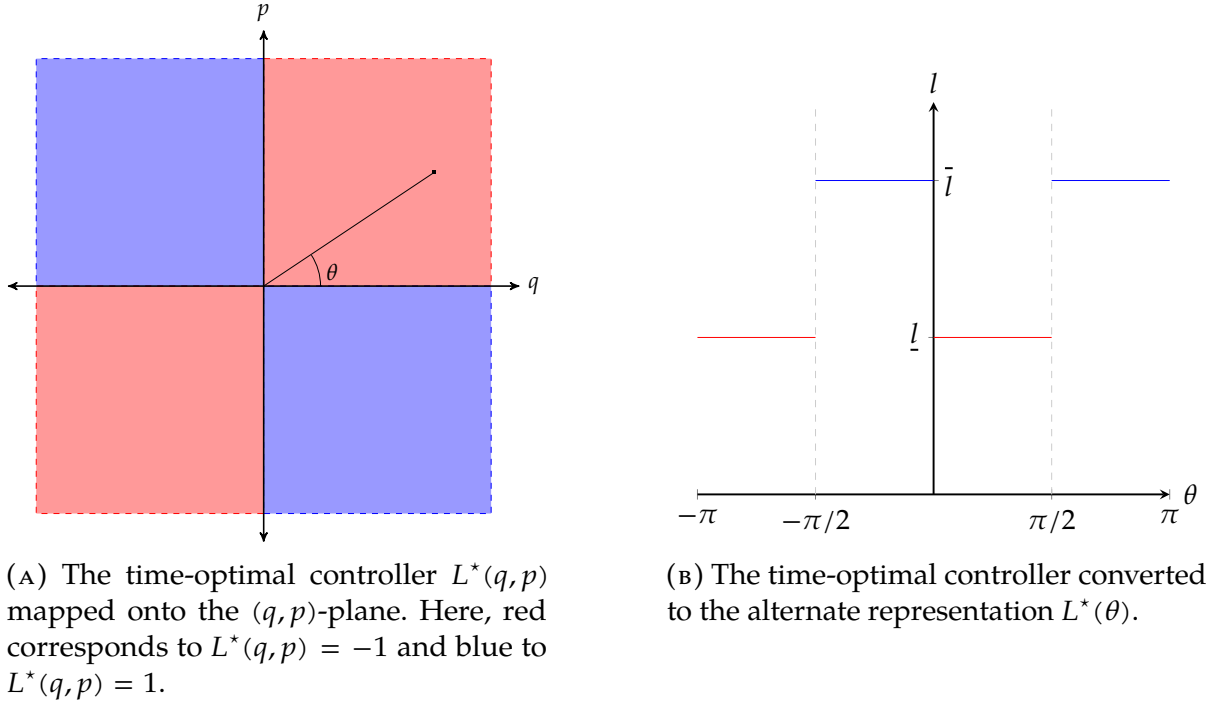 p
θ
q
l
l̅
l̲
−π
−π/2
π/2
π
θ
(A) The time-optimal controller L⋆(q, p)
mapped onto the (q, p)-plane. Here, red
corresponds to L⋆(q, p) = −1 and blue to
L⋆(q, p) = 1.
(B) The time-optimal controller converted
to the alternate representation L⋆(θ).